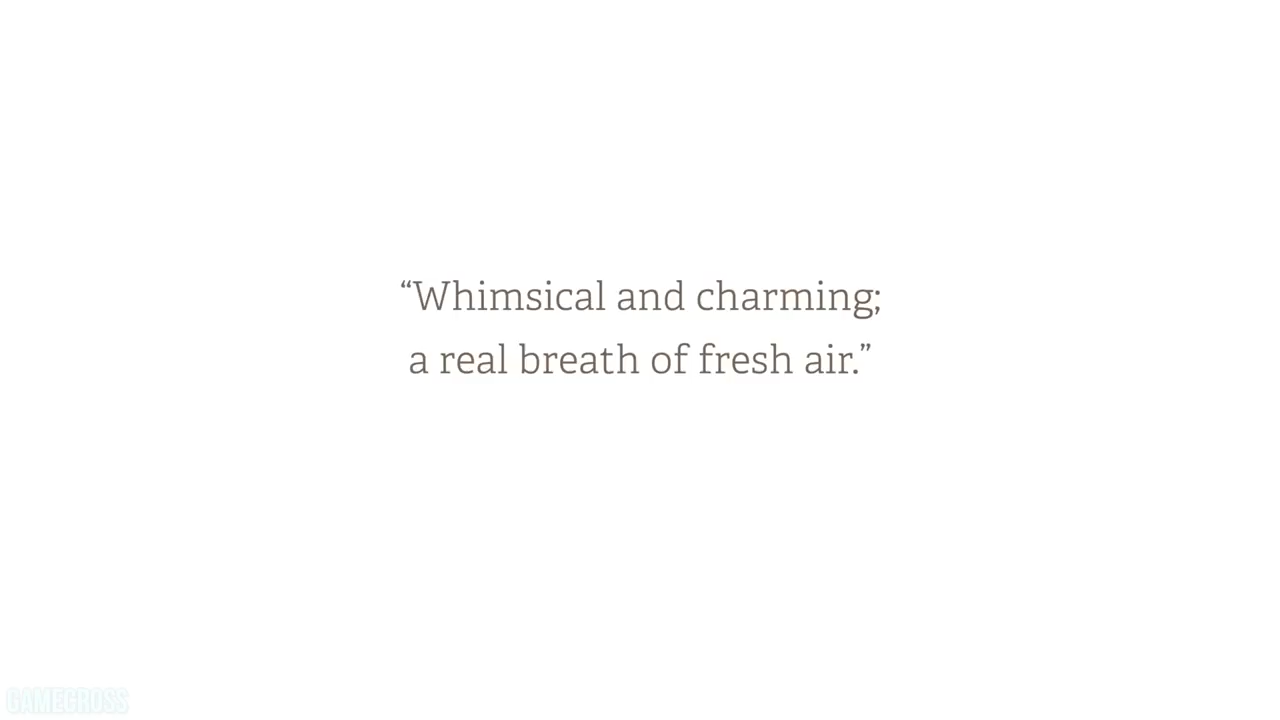 “Whimsical and charming;
a real breath of fresh air.”
GAMECROSS